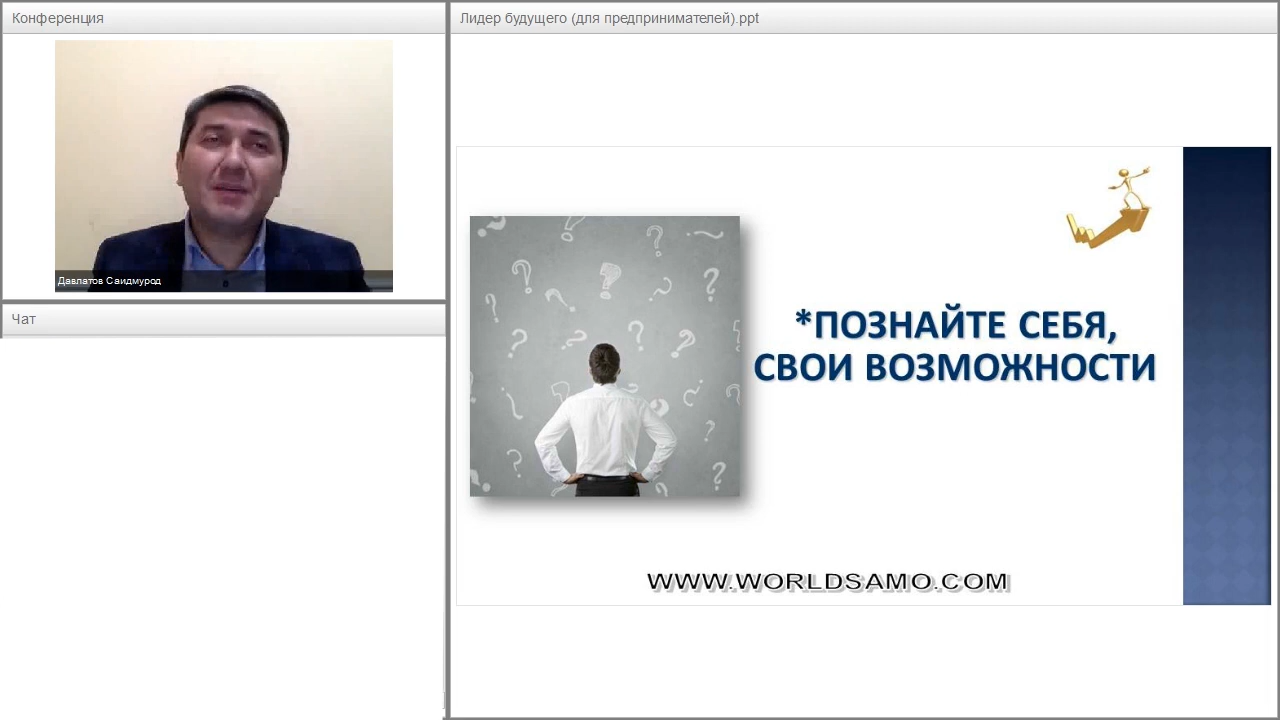 Конференция
Давлатов Саидмурод
Чат
Лидер будущего (для предпринимателей).ppt
*ПОЗНАЙТЕ СЕБЯ,
СВОИ ВОЗМОЖНОСТИ
WWW.WORLDSAMO.COM